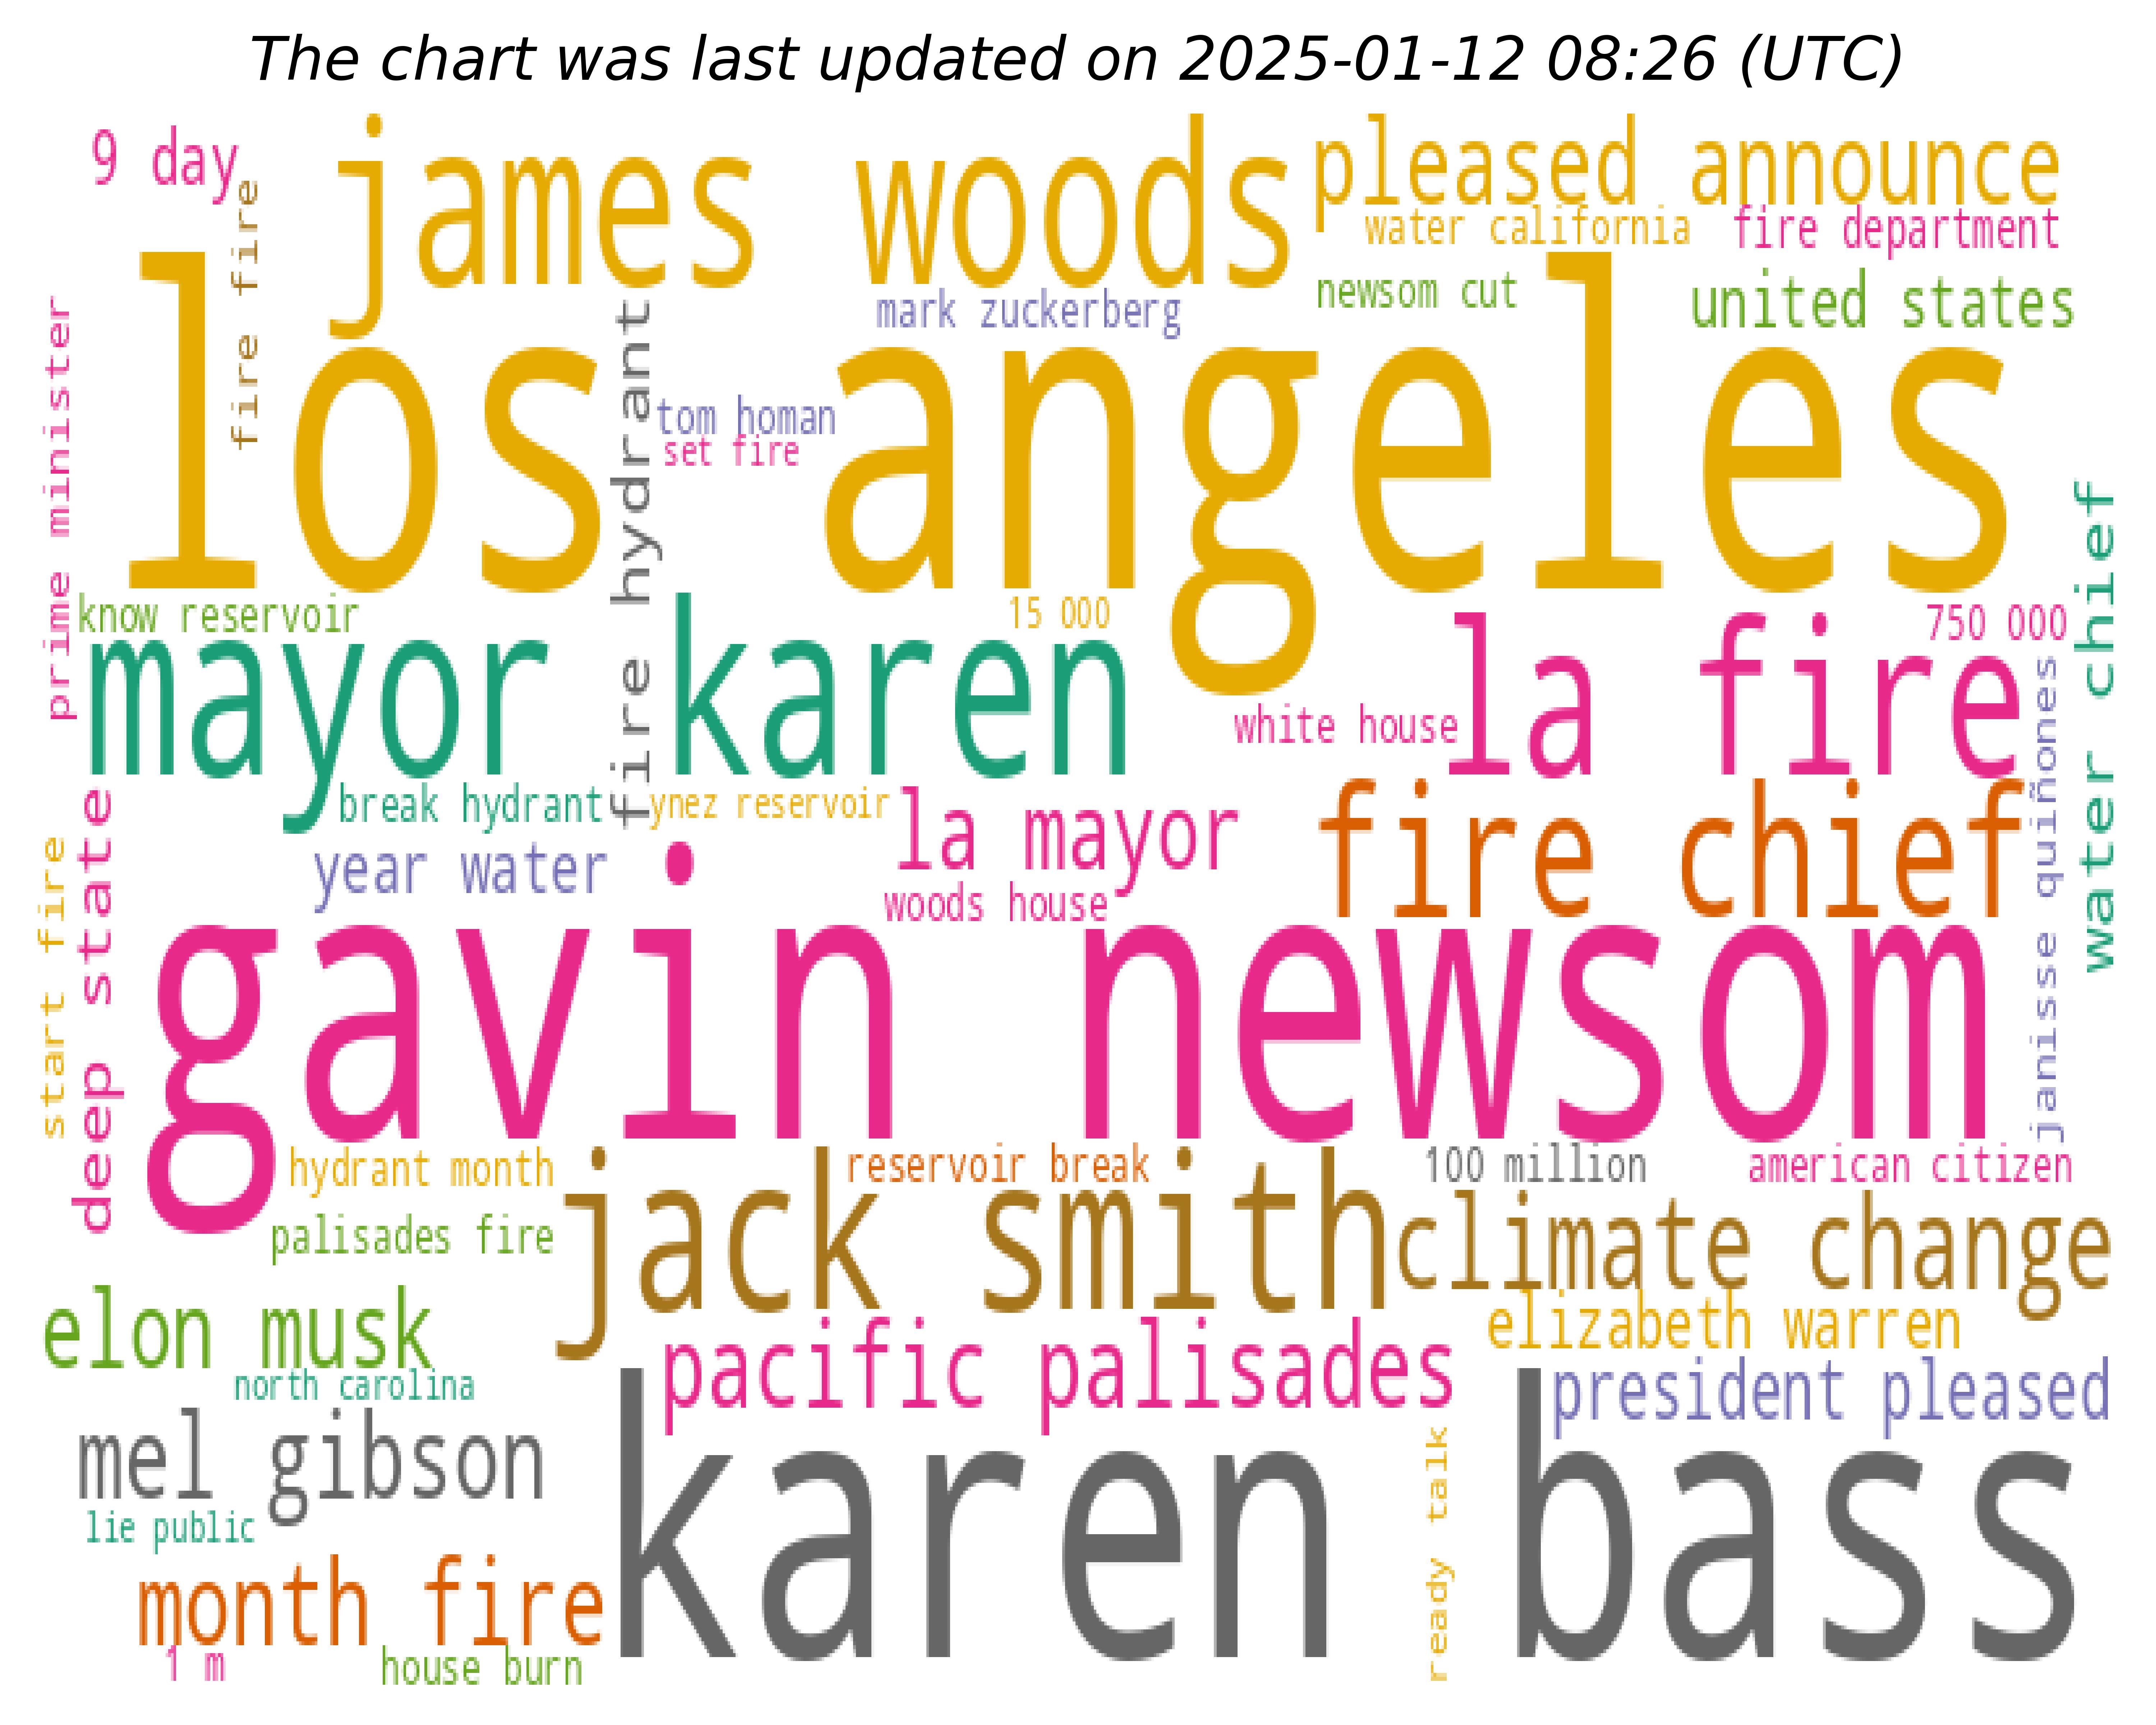 The chart was last updated on 2025-01-12 08:26 (UTC)
9 day
james woods
pleased announce
water california
fire department
fire fire
mark zuckerberg
newsom cut
united states
los angeles
prime minister
fire hydrant
tom homan
set fire
water chief
know reservoir
15 000
750 000
mayor karen
la fire
white house
janisse quiñones
break hydrant
ynez reservoir
la mayor
fire chief
deep state
start fire
year water
woods house
gavin newsom
hydrant month
reservoir break
100 million
american citizen
jack smith
climate change
palisades fire
elon musk
elizabeth warren
pacific palisades
north carolina
president pleased
mel gibson
karen bass
ready talk
lie public
month fire
1 m
house burn